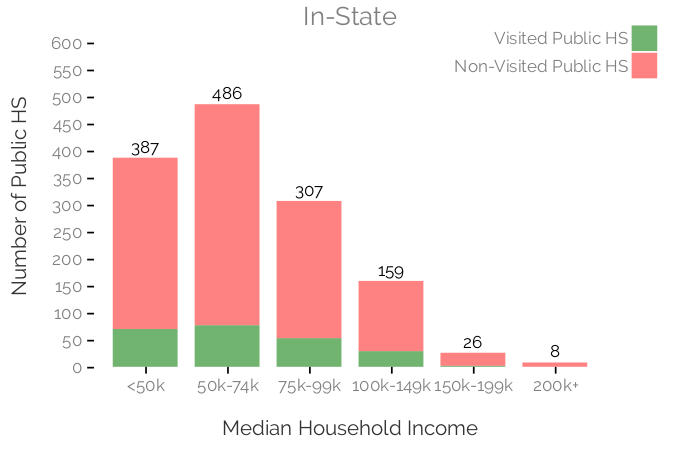 In-State
Visited Public HS
Non-Visited Public HS
Number of Public HS
600
550
500
450
400
350
300
250
200
150
100
50
0
387
486
307
159
26
8
<50k
50k-74k
75k-99k
100k-149k
150k-199k
200k+
Median Household Income